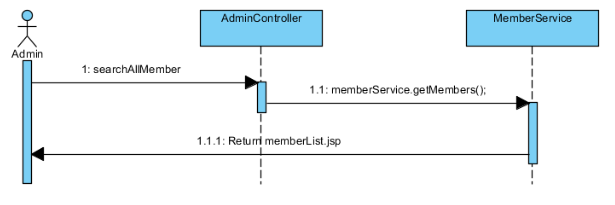 AdminController
MemberService
Admin
1: searchAllMember
1.1: memberService.getMembers();
1.1.1: Return memberList.jsp